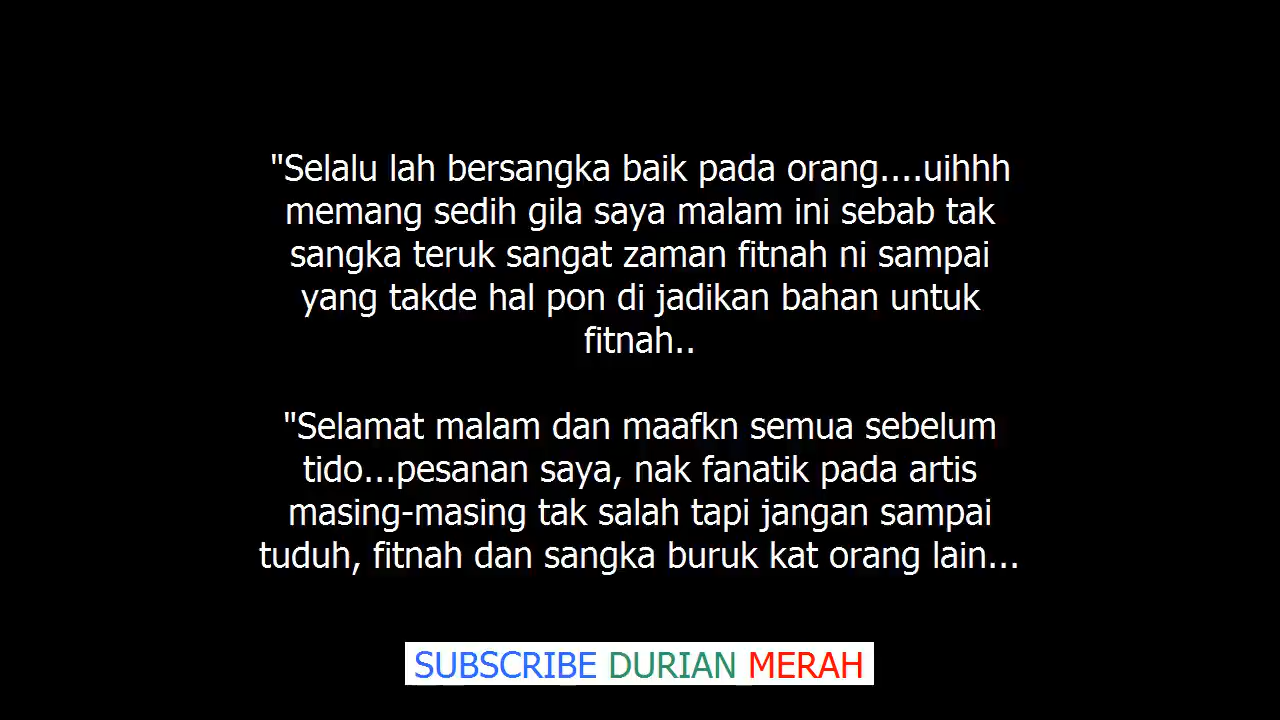 "Selalu lah bersangka baik pada orang....uihhh
memang sedih gila saya malam ini sebab tak
sangka teruk sangat zaman fitnah ni sampai
yang takde hal pon di jadikan bahan untuk
fitnah..
"Selamat malam dan maafkn semua sebelum
tido...pesanan saya, nak fanatik pada artis
masing-masing tak salah tapi jangan sampai
tuduh, fitnah dan sangka buruk kat orang lain...
SUBSCRIBE DURIAN MERAH